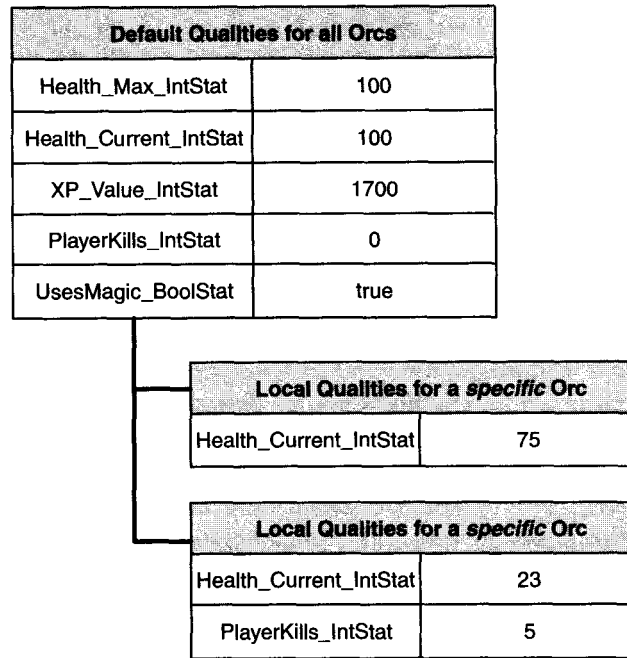 Default Qualities for all Orcs
Health_Max_IntStat 100
Health_Current_IntStat 100
XP_Value_IntStat 1700
PlayerKills_IntStat 0
UsesMagic_BoolStat true
Local Qualities for a specific Orc
Health_Current_IntStat 75
Local Qualities for a specific Orc
Health_Current_IntStat 23
PlayerKills_IntStat 5